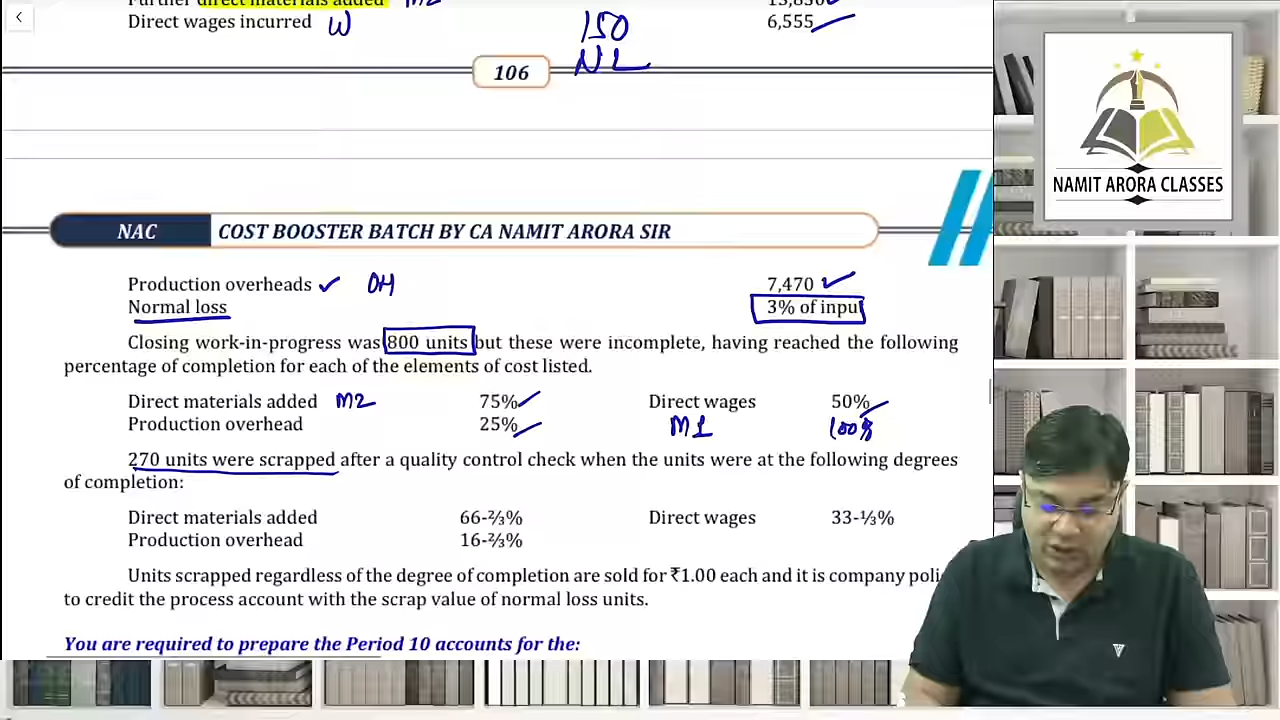 Further direct materials added M2 13,830
Direct wages incurred W 6,555
150
NL
106
NAC COST BOOSTER BATCH BY CA NAMIT ARORA SIR
Production overheads OH 7,470
Normal loss 3% of inpu
Closing work-in-progress was 800 units but these were incomplete, having reached the following
percentage of completion for each of the elements of cost listed.
Direct materials added M2 75% Direct wages 50%
Production overhead 25% M1 100%
270 units were scrapped after a quality control check when the units were at the following degrees
of completion:
Direct materials added 66-⅔% Direct wages 33-⅓%
Production overhead 16-⅔%
Units scrapped regardless of the degree of completion are sold for ₹1.00 each and it is company poli
to credit the process account with the scrap value of normal loss units.
You are required to prepare the Period 10 accounts for the:
NAMIT ARORA CLASSES